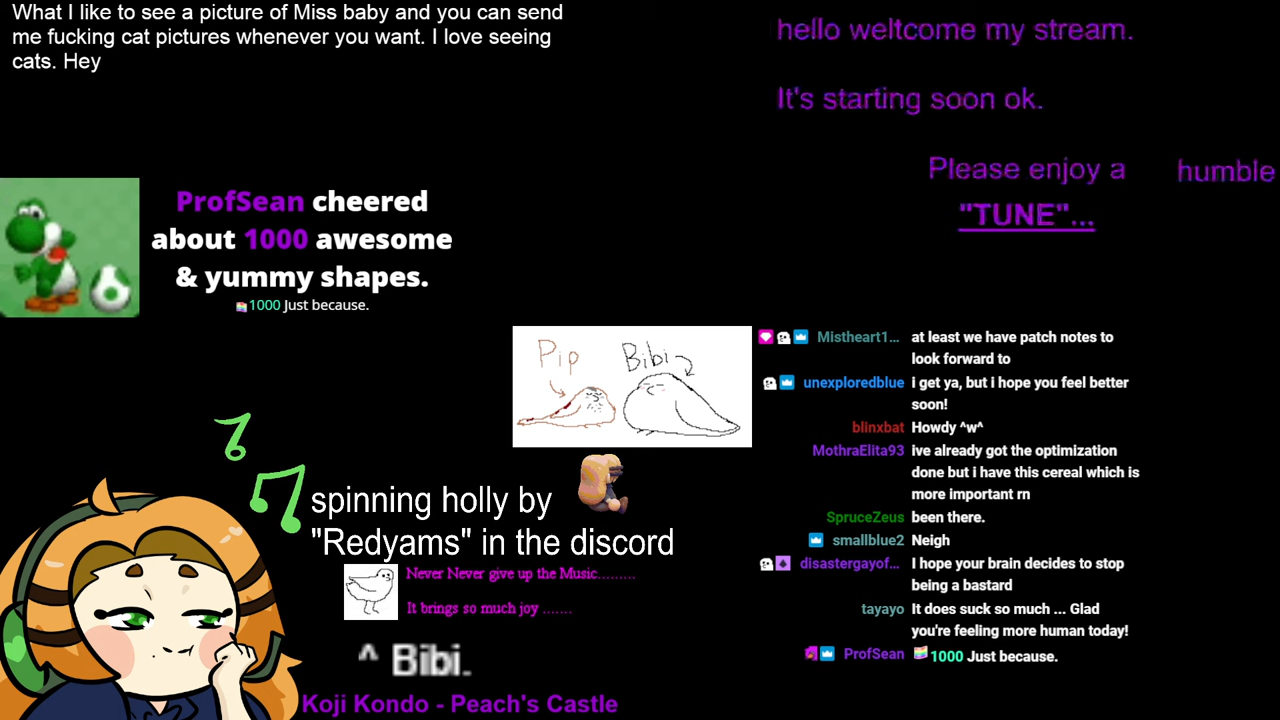 What I like to see a picture of Miss baby and you can send
me fucking cat pictures whenever you want. I love seeing
cats. Hey
hello weltcome my stream.
It's starting soon ok.
Please enjoy a humble
"TUNE"...
ProfSean cheered
about 1000 awesome
& yummy shapes.
1000 Just because.
Pip
Bibi
Mistheart1... at least we have patch notes to
look forward to
unexploredblue i get ya, but i hope you feel better
soon!
blinxbat Howdy ^w^
MothraElita93 Ive already got the optimization
done but i have this cereal which is
more important rn
SpruceZeus been there.
smallblue2 Neigh
disastergayof... I hope your brain decides to stop
being a bastard
tayayo It does suck so much ... Glad
you're feeling more human today!
ProfSean 1000 Just because.
spinning holly by
"Redyams" in the discord
Never Never give up the Music.........
It brings so much joy .......
^ Bibi.
Koji Kondo - Peach's Castle